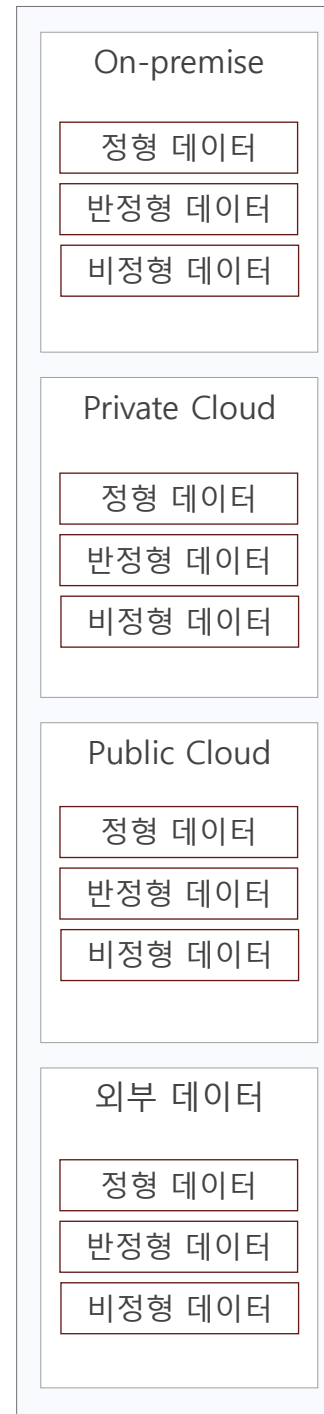 On-premise
정형 데이터
반정형 데이터
비정형 데이터
Private Cloud
정형 데이터
반정형 데이터
비정형 데이터
Public Cloud
정형 데이터
반정형 데이터
비정형 데이터
외부 데이터
정형 데이터
반정형 데이터
비정형 데이터